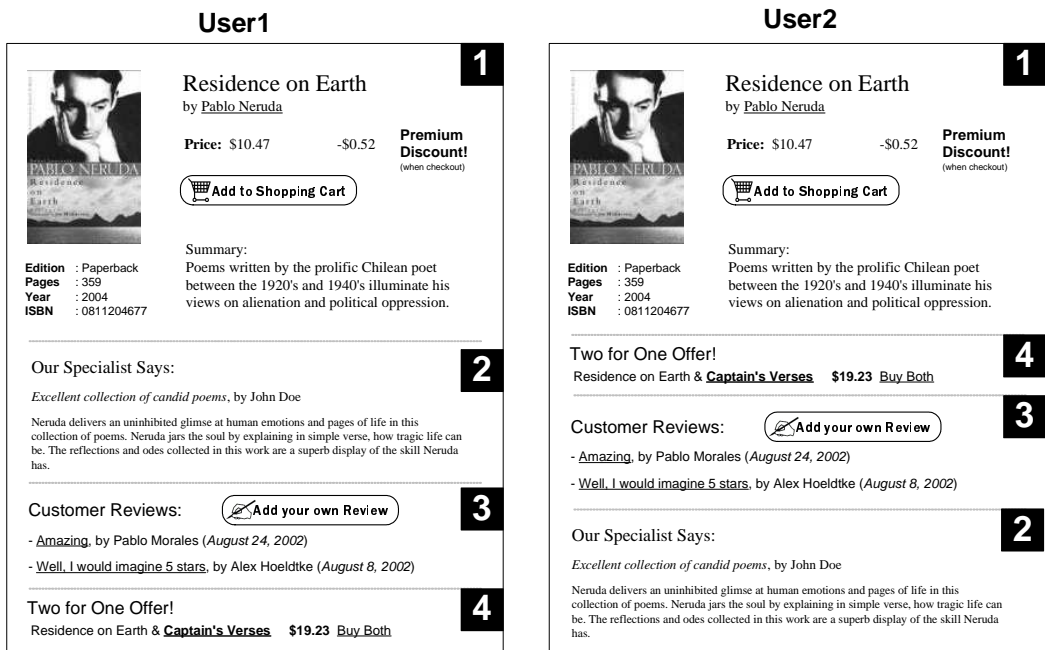 User1
1
PABLO NERUDA
Residence
on
Earth
Residence on Earth
by Pablo Neruda
Price: $10.47 -$0.52
Premium
Discount!
(when checkout)
Add to Shopping Cart
Summary:
Poems written by the prolific Chilean poet
between the 1920's and 1940's illuminate his
views on alienation and political oppression.
Edition : Paperback
Pages : 359
Year : 2004
ISBN : 0811204677
2
Our Specialist Says:
Excellent collection of candid poems, by John Doe
Neruda delivers an uninhibited glimse at human emotions and pages of life in this
collection of poems. Neruda jars the soul by explaining in simple verse, how tragic life can
be. The reflections and odes collected in this work are a superb display of the skill Neruda
has.
3
Customer Reviews: Add your own Review
- Amazing, by Pablo Morales (August 24, 2002)
- Well, I would imagine 5 stars, by Alex Hoeldtke (August 8, 2002)
4
Two for One Offer!
Residence on Earth & Captain's Verses $19.23 Buy Both
User2
1
PABLO NERUDA
Residence
on
Earth
Residence on Earth
by Pablo Neruda
Price: $10.47 -$0.52
Premium
Discount!
(when checkout)
Add to Shopping Cart
Summary:
Poems written by the prolific Chilean poet
between the 1920's and 1940's illuminate his
views on alienation and political oppression.
Edition : Paperback
Pages : 359
Year : 2004
ISBN : 0811204677
4
Two for One Offer!
Residence on Earth & Captain's Verses $19.23 Buy Both
3
Customer Reviews: Add your own Review
- Amazing, by Pablo Morales (August 24, 2002)
- Well, I would imagine 5 stars, by Alex Hoeldtke (August 8, 2002)
2
Our Specialist Says:
Excellent collection of candid poems, by John Doe
Neruda delivers an uninhibited glimse at human emotions and pages of life in this
collection of poems. Neruda jars the soul by explaining in simple verse, how tragic life can
be. The reflections and odes collected in this work are a superb display of the skill Neruda
has.